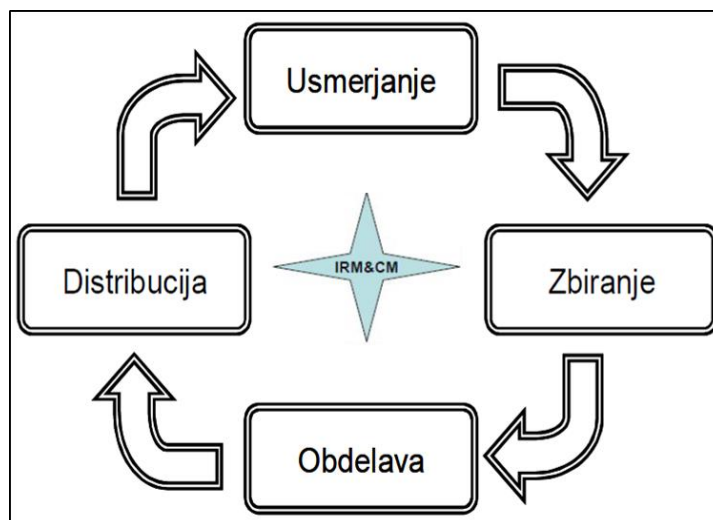 Usmerjanje
Distribucija
IRM&CM
Zbiranje
Obdelava